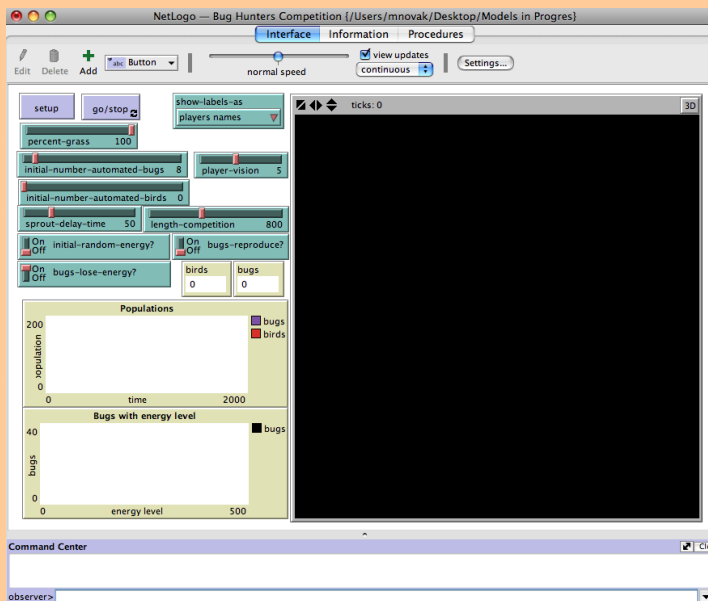 NetLogo — Bug Hunters Competition {/Users/mnovak/Desktop/Models in Progres}
Interface Information Procedures
Edit Delete Add abc Button normal speed view updates continuous Settings...
setup go/stop show-labels-as players names
ticks: 0 3D
percent-grass 100
initial-number-automated-bugs 8 player-vision 5
initial-number-automated-birds 0
sprout-delay-time 50 length-competition 800
On Off initial-random-energy? On Off bugs-reproduce?
On Off bugs-lose-energy? birds 0 bugs 0
Populations
200 population 0
bugs
birds
0 time 2000
Bugs with energy level
40 bugs 0
bugs
0 energy level 500
Command Center
observer>